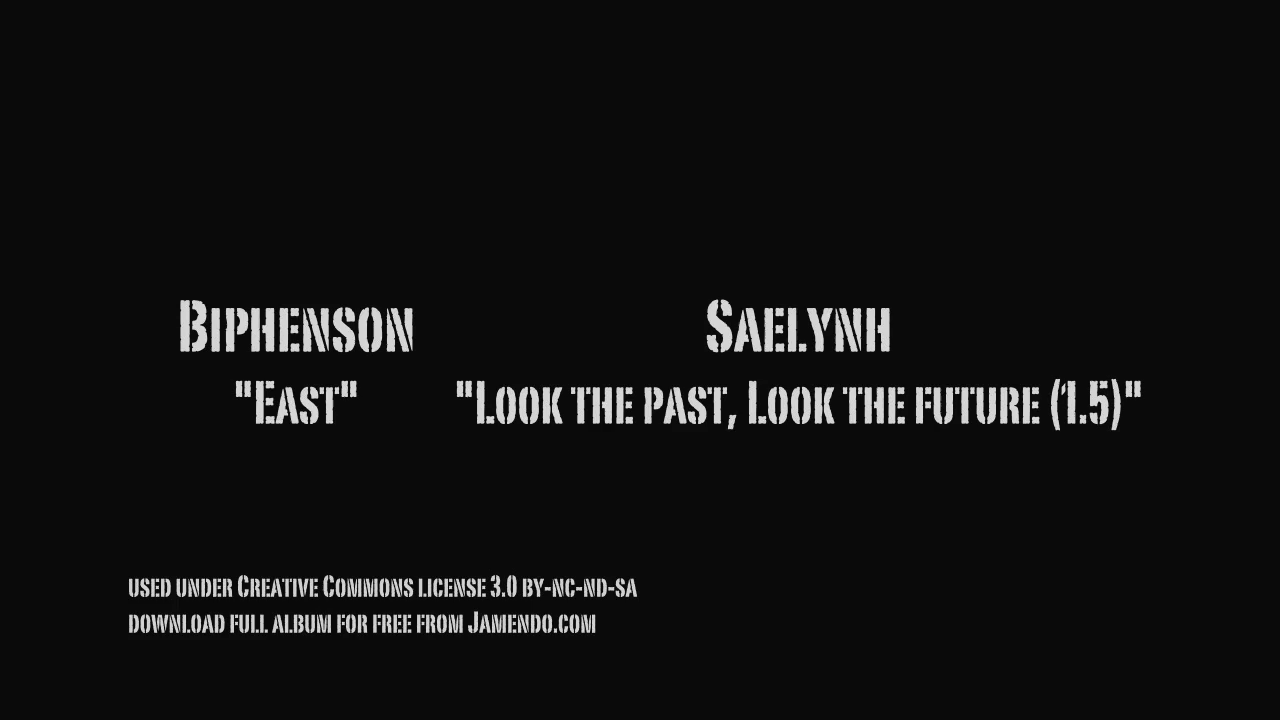 Biphenson Saelynh
"East" "Look the past, Look the future (1.5)"
used under Creative Commons license 3.0 by-nc-nd-sa
download full album for free from Jamendo.com